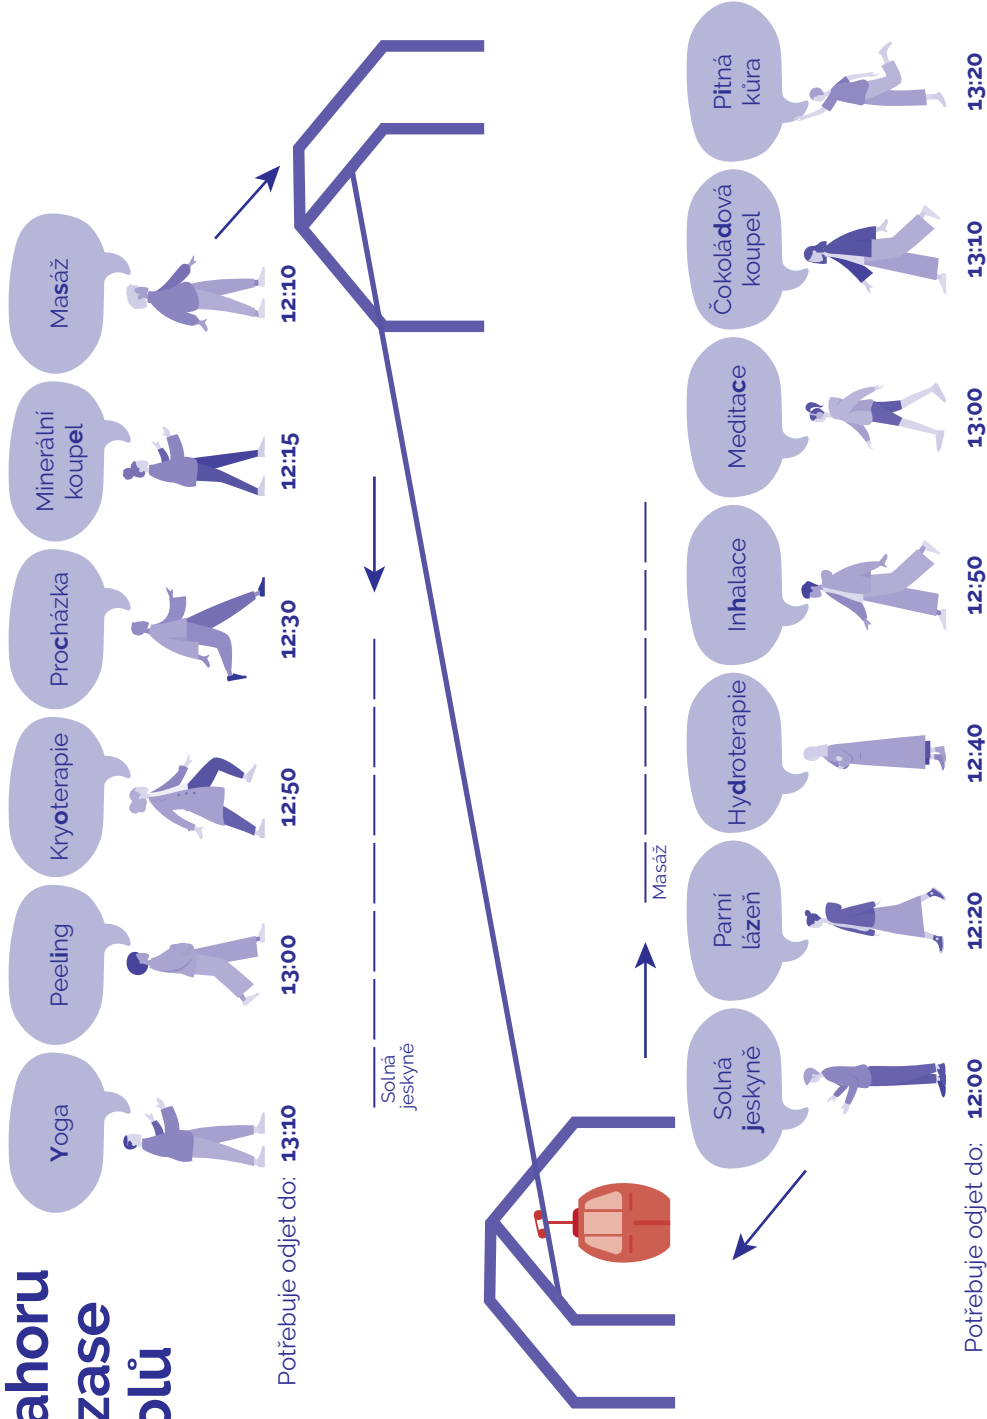 ahoru
zase
olů
Yoga
Peeling
Kryoterapie
Procházka
Minerální
koupel
Masáž
Potřebuje odjet do: 13:10 13:00 12:50 12:30 12:15 12:10
Solná
jeskyně
Masáž
Solná
jeskyně
Parní
lázeň
Hydroterapie
Inhalace
Meditace
Čokoládová
koupel
Pitná
kůra
Potřebuje odjet do: 12:00 12:20 12:40 12:50 13:00 13:10 13:20